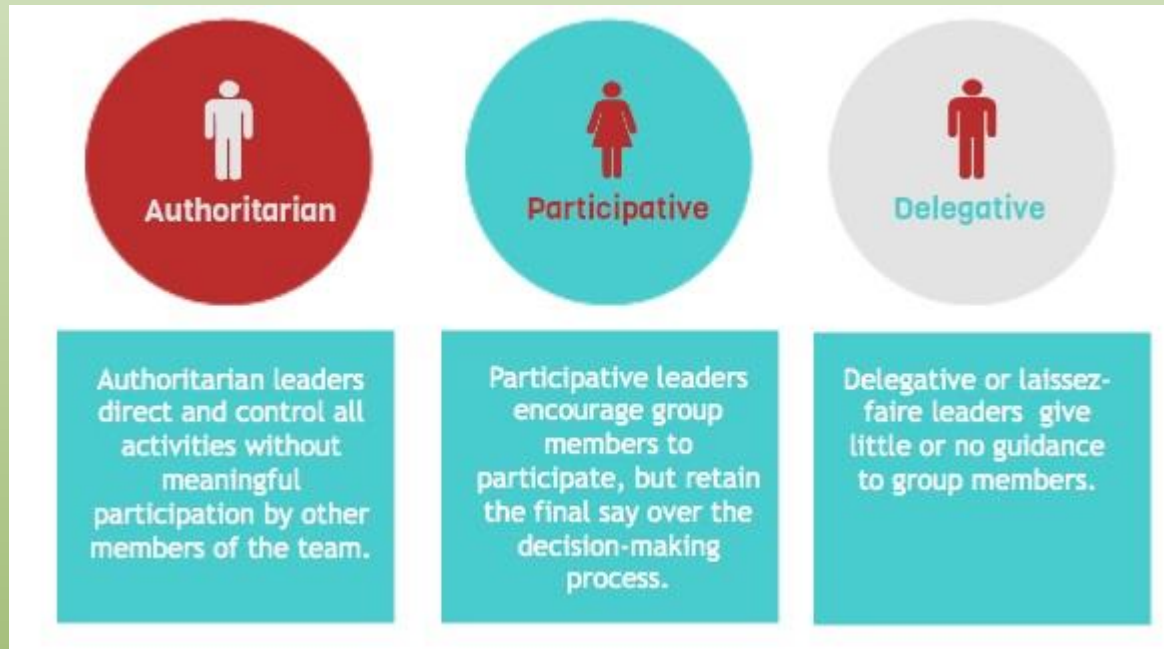 Authoritarian
Participative
Delegative
Authoritarian leaders
direct and control all
activities without
meaningful
participation by other
members of the team.
Participative leaders
encourage group
members to
participate, but retain
the final say over the
decision-making
process.
Delegative or laissez-
faire leaders give
little or no guidance
to group members.